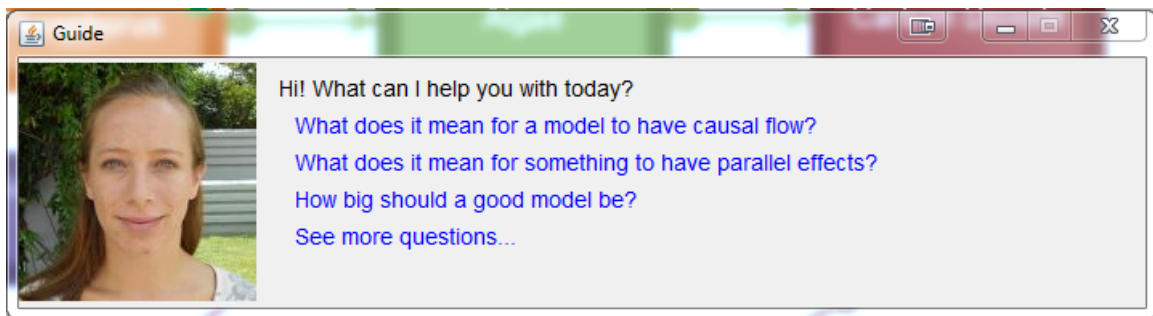 Guide
Hi! What can I help you with today?
What does it mean for a model to have causal flow?
What does it mean for something to have parallel effects?
How big should a good model be?
See more questions...